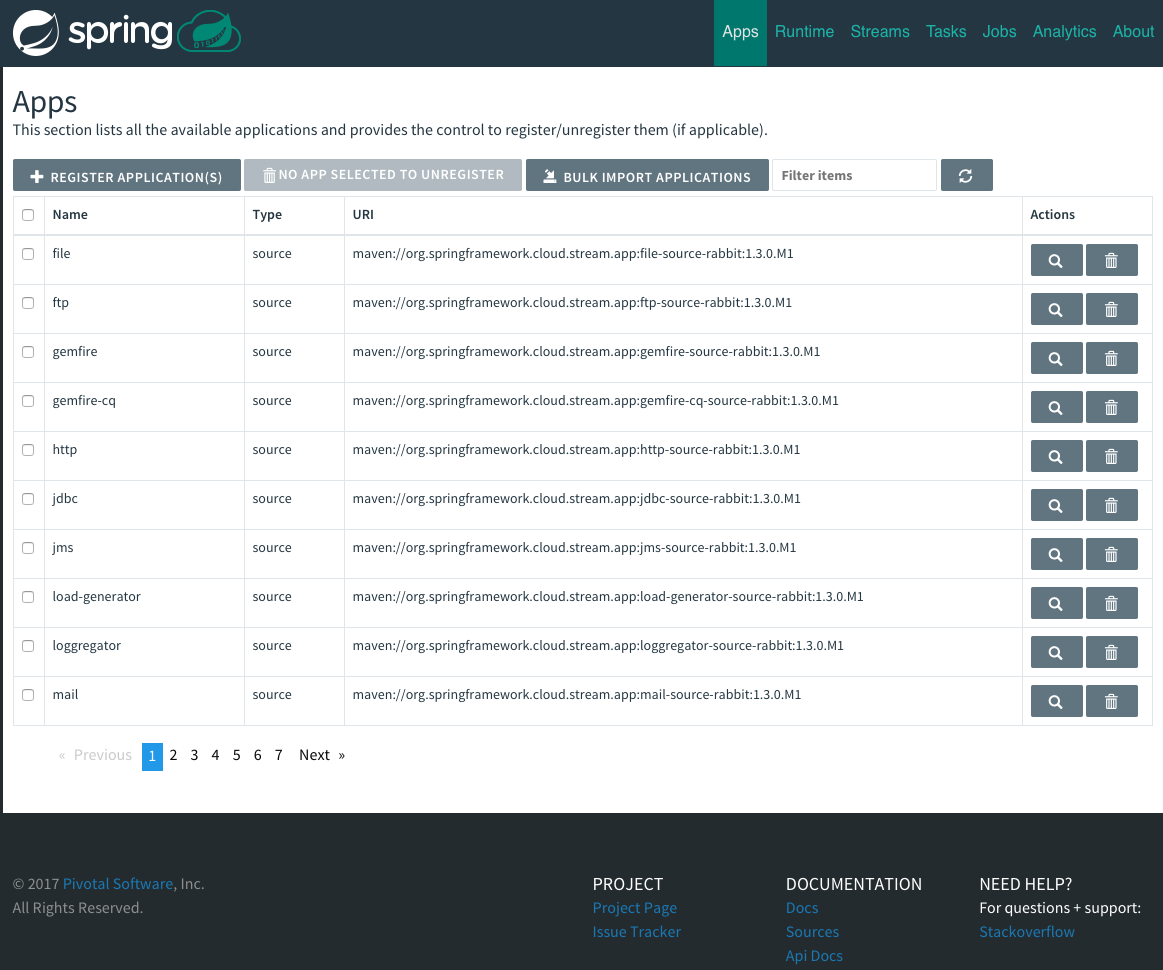 spring
Apps Runtime Streams Tasks Jobs Analytics About
Apps
This section lists all the available applications and provides the control to register/unregister them (if applicable).
REGISTER APPLICATION(S) NO APP SELECTED TO UNREGISTER BULK IMPORT APPLICATIONS Filter items
Name Type URI Actions
file source maven://org.springframework.cloud.stream.app:file-source-rabbit:1.3.0.M1
ftp source maven://org.springframework.cloud.stream.app:ftp-source-rabbit:1.3.0.M1
gemfire source maven://org.springframework.cloud.stream.app:gemfire-source-rabbit:1.3.0.M1
gemfire-cq source maven://org.springframework.cloud.stream.app:gemfire-cq-source-rabbit:1.3.0.M1
http source maven://org.springframework.cloud.stream.app:http-source-rabbit:1.3.0.M1
jdbc source maven://org.springframework.cloud.stream.app:jdbc-source-rabbit:1.3.0.M1
jms source maven://org.springframework.cloud.stream.app:jms-source-rabbit:1.3.0.M1
load-generator source maven://org.springframework.cloud.stream.app:load-generator-source-rabbit:1.3.0.M1
loggregator source maven://org.springframework.cloud.stream.app:loggregator-source-rabbit:1.3.0.M1
mail source maven://org.springframework.cloud.stream.app:mail-source-rabbit:1.3.0.M1
« Previous 1 2 3 4 5 6 7 Next »
© 2017 Pivotal Software, Inc.
All Rights Reserved.
PROJECT
Project Page
Issue Tracker
DOCUMENTATION
Docs
Sources
Api Docs
NEED HELP?
For questions + support:
Stackoverflow